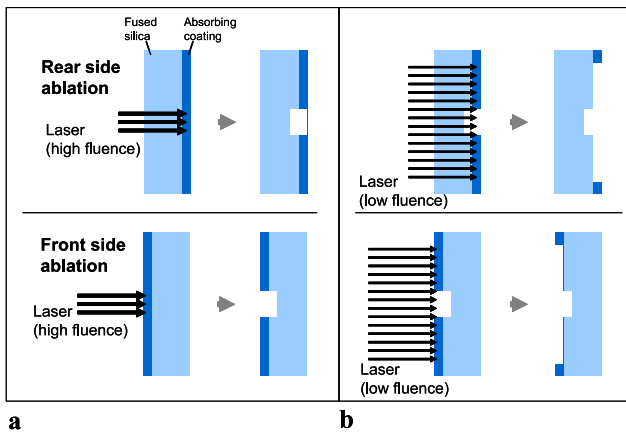 Fused
silica
Absorbing
coating
Rear side
ablation
Laser
(high fluence)
Laser
(low fluence)
Front side
ablation
Laser
(high fluence)
Laser
(low fluence)
a
b